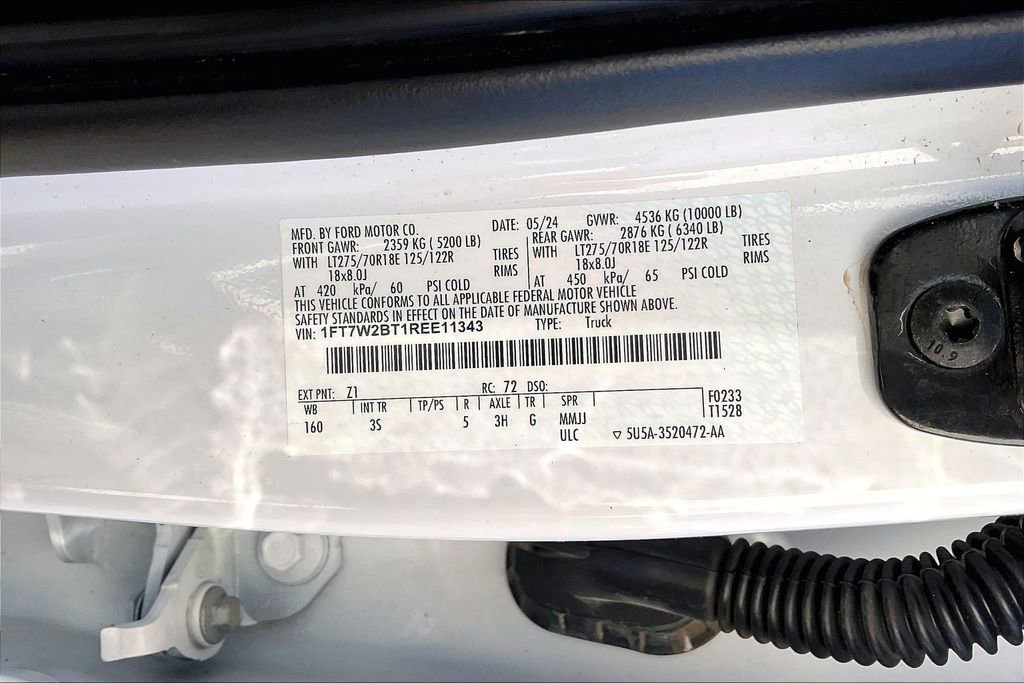 MFD. BY FORD MOTOR CO. DATE: 05/24 GVWR: 4536 KG (10000 LB)
FRONT GAWR: 2359 KG ( 5200 LB) REAR GAWR: 2876 KG ( 6340 LB)
WITH LT275/70R18E 125/122R TIRES WITH LT275/70R18E 125/122R TIRES
18x8.0J RIMS 18x8.0J RIMS
AT 420 kPa/ 60 PSI COLD AT 450 kPa/ 65 PSI COLD
THIS VEHICLE CONFORMS TO ALL APPLICABLE FEDERAL MOTOR VEHICLE
SAFETY STANDARDS IN EFFECT ON THE DATE OF MANUFACTURE SHOWN ABOVE.
VIN: 1FT7W2BT1REE11343 TYPE: Truck
EXT PNT: Z1 RC: 72 DSO:
WB INT TR TP/PS R AXLE TR SPR F0233
160 3S 5 3H G MMJJ T1528
ULC 5U5A-3520472-AA
10.9